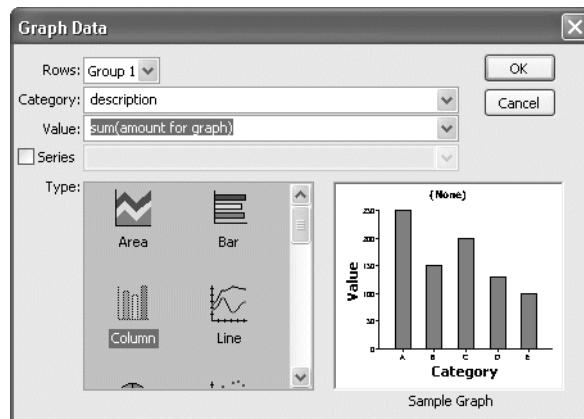 Graph Data
Rows: Group 1
OK
Category: description
Cancel
Value: sum(amount for graph)
Series
Type:
Area
Bar
Column
Line
(None)
Value
250
200
150
100
50
0
A B C D E
Category
Sample Graph